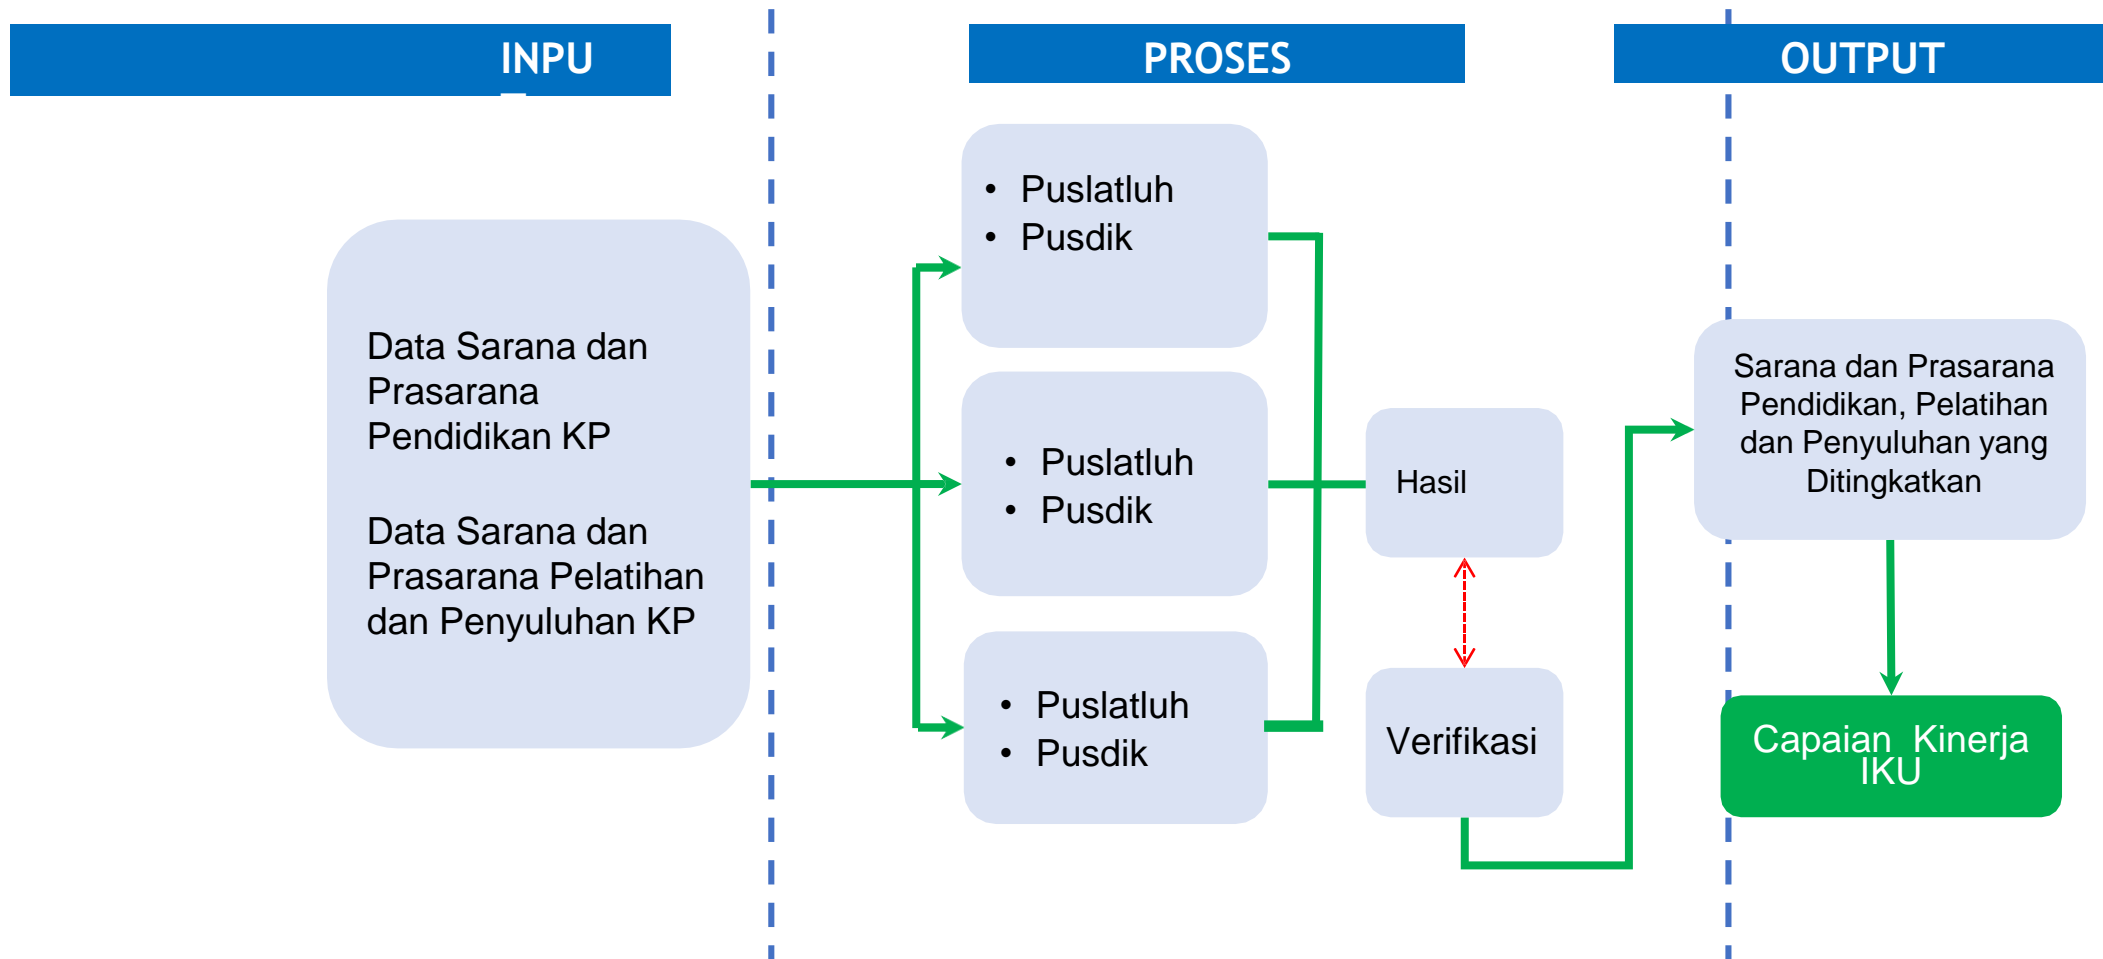 INPU
PROSES
OUTPUT
Data Sarana dan
Prasarana
Pendidikan KP
Data Sarana dan
Prasarana Pelatihan
dan Penyuluhan KP
• Puslatluh
• Pusdik
• Puslatluh
• Pusdik
• Puslatluh
• Pusdik
Hasil
Verifikasi
Sarana dan Prasarana
Pendidikan, Pelatihan
dan Penyuluhan yang
Ditingkatkan
Capaian Kinerja
IKU